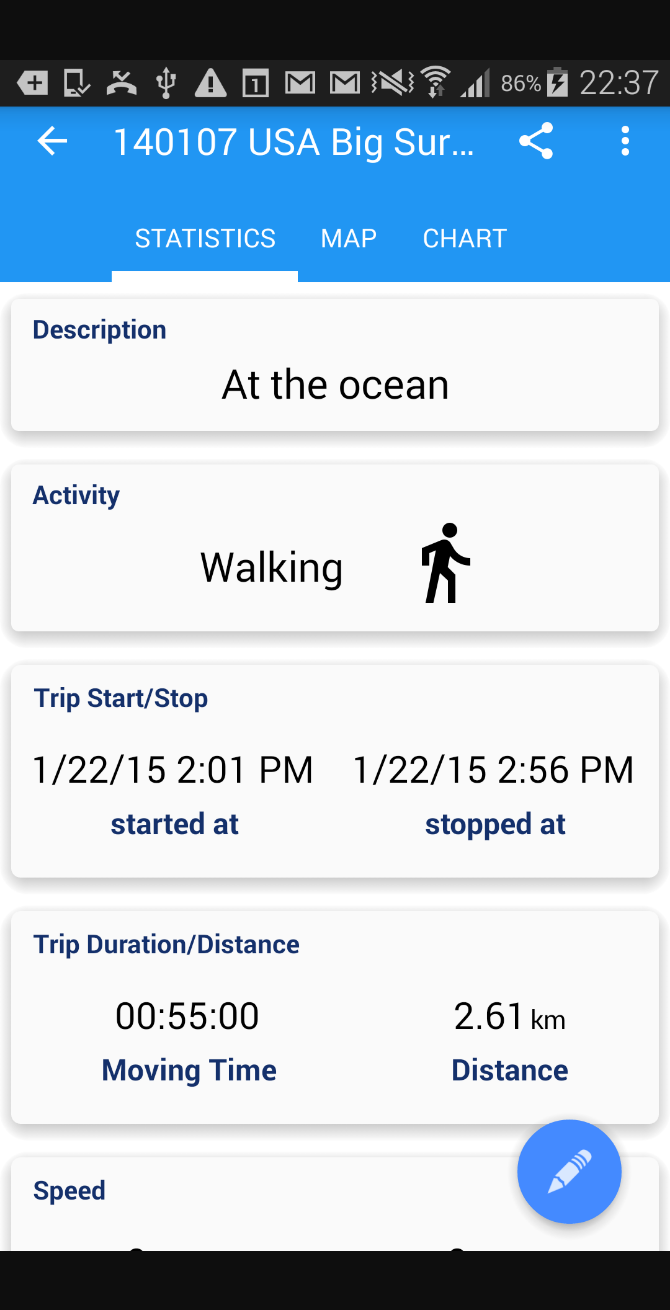 1 86% 22:37
140107 USA Big Sur...
STATISTICS MAP CHART
Description
At the ocean
Activity
Walking
Trip Start/Stop
1/22/15 2:01 PM 1/22/15 2:56 PM
started at stopped at
Trip Duration/Distance
00:55:00 2.61 km
Moving Time Distance
Speed